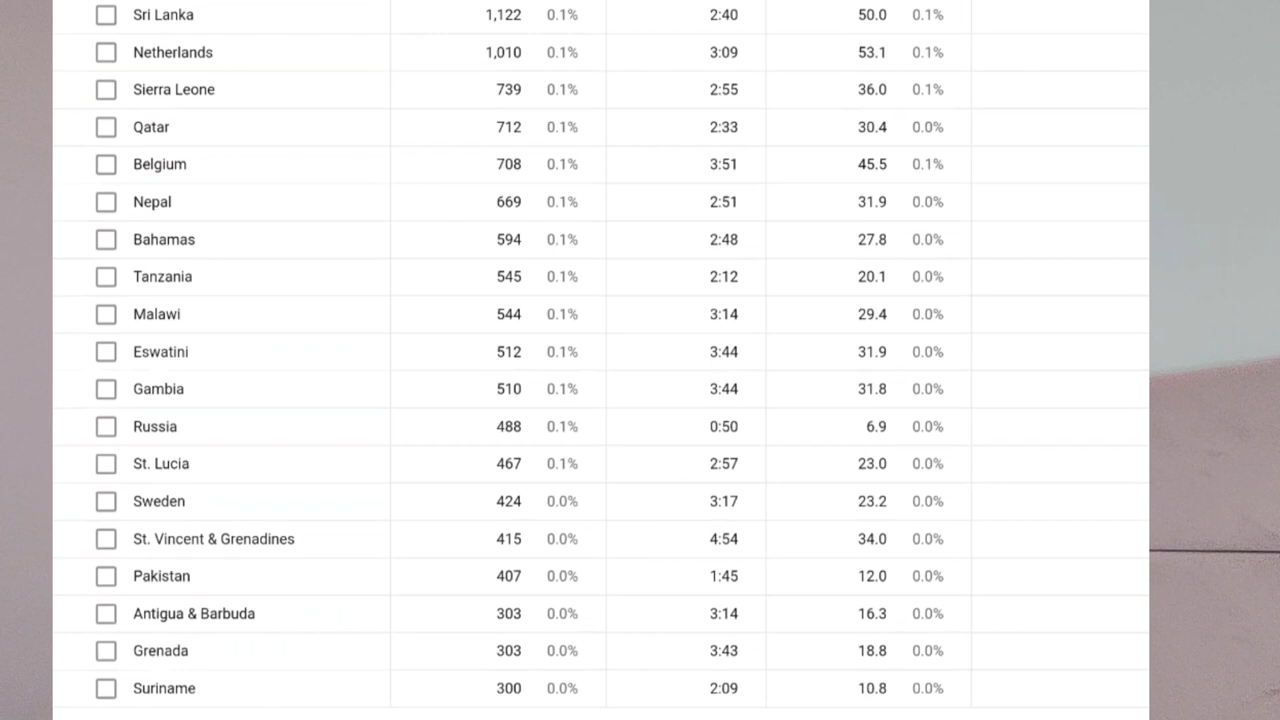 Sri Lanka 1,122 0.1% 2:40 50.0 0.1%
Netherlands 1,010 0.1% 3:09 53.1 0.1%
Sierra Leone 739 0.1% 2:55 36.0 0.1%
Qatar 712 0.1% 2:33 30.4 0.0%
Belgium 708 0.1% 3:51 45.5 0.1%
Nepal 669 0.1% 2:51 31.9 0.0%
Bahamas 594 0.1% 2:48 27.8 0.0%
Tanzania 545 0.1% 2:12 20.1 0.0%
Malawi 544 0.1% 3:14 29.4 0.0%
Eswatini 512 0.1% 3:44 31.9 0.0%
Gambia 510 0.1% 3:44 31.8 0.0%
Russia 488 0.1% 0:50 6.9 0.0%
St. Lucia 467 0.1% 2:57 23.0 0.0%
Sweden 424 0.0% 3:17 23.2 0.0%
St. Vincent & Grenadines 415 0.0% 4:54 34.0 0.0%
Pakistan 407 0.0% 1:45 12.0 0.0%
Antigua & Barbuda 303 0.0% 3:14 16.3 0.0%
Grenada 303 0.0% 3:43 18.8 0.0%
Suriname 300 0.0% 2:09 10.8 0.0%